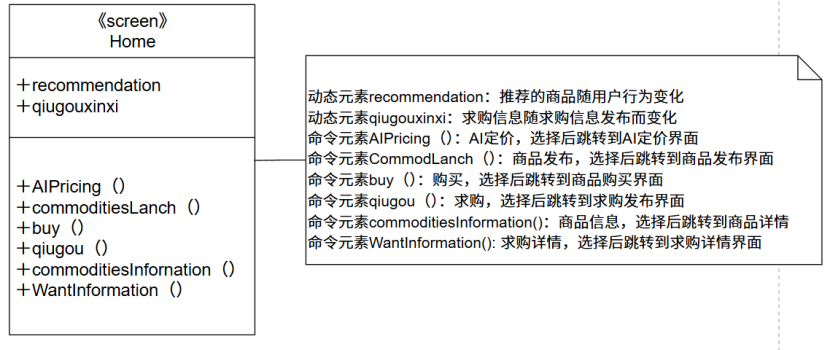 《screen》
Home
＋recommendation
＋qiugouxinxi
＋AIPricing（）
＋commoditiesLanch（）
＋buy（）
＋qiugou（）
＋commoditiesInfornation（）
＋WantInformation（）
动态元素recommendation：推荐的商品随用户行为变化
动态元素qiugouxinxi：求购信息随求购信息发布而变化
命令元素AIPricing（）：AI定价，选择后跳转到AI定价界面
命令元素CommodLanch（）：商品发布，选择后跳转到商品发布界面
命令元素buy（）：购买，选择后跳转到商品购买界面
命令元素qiugou（）：求购，选择后跳转到求购发布界面
命令元素commoditiesInformation()：商品信息，选择后跳转到商品详情
命令元素WantInformation(): 求购详情，选择后跳转到求购详情界面